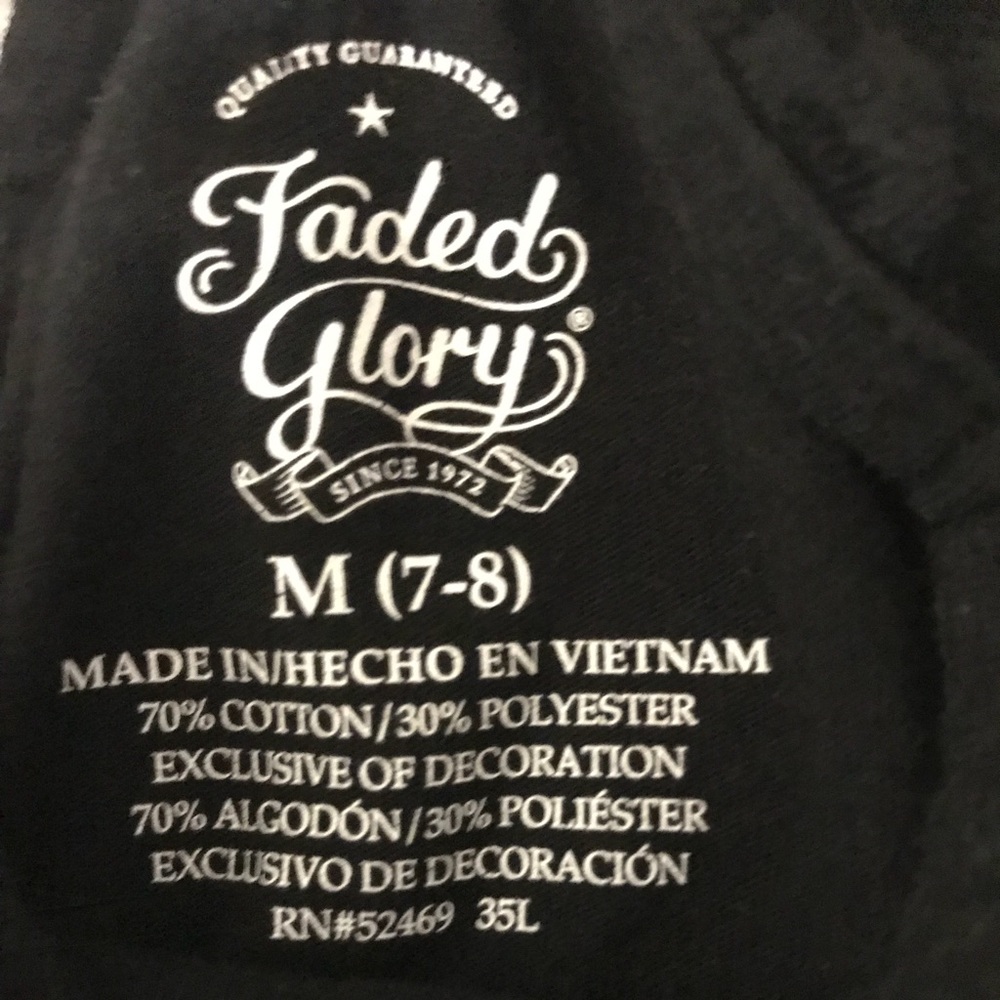 QUALITY GUARANTEED
Faded
Glory®
SINCE 1972
M (7-8)
MADE IN/HECHO EN VIETNAM
70% COTTON/30% POLYESTER
EXCLUSIVE OF DECORATION
70% ALGODÓN/30% POLIÉSTER
EXCLUSIVO DE DECORACIÓN
RN#52469 35L